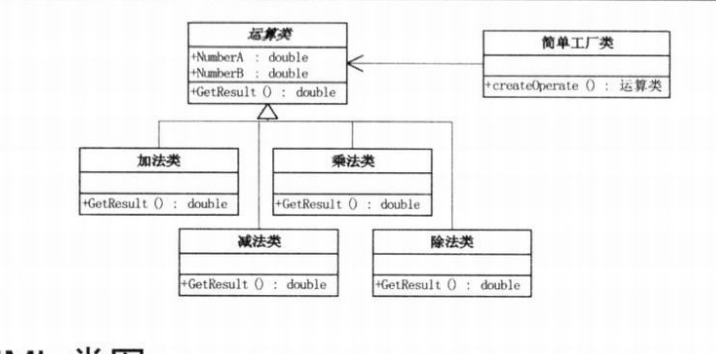 运算类
+NumberA : double
+NumberB : double
+GetResult () : double
简单工厂类
+createOperate () : 运算类
加法类
+GetResult () : double
乘法类
+GetResult () : double
减法类
+GetResult () : double
除法类
+GetResult () : double